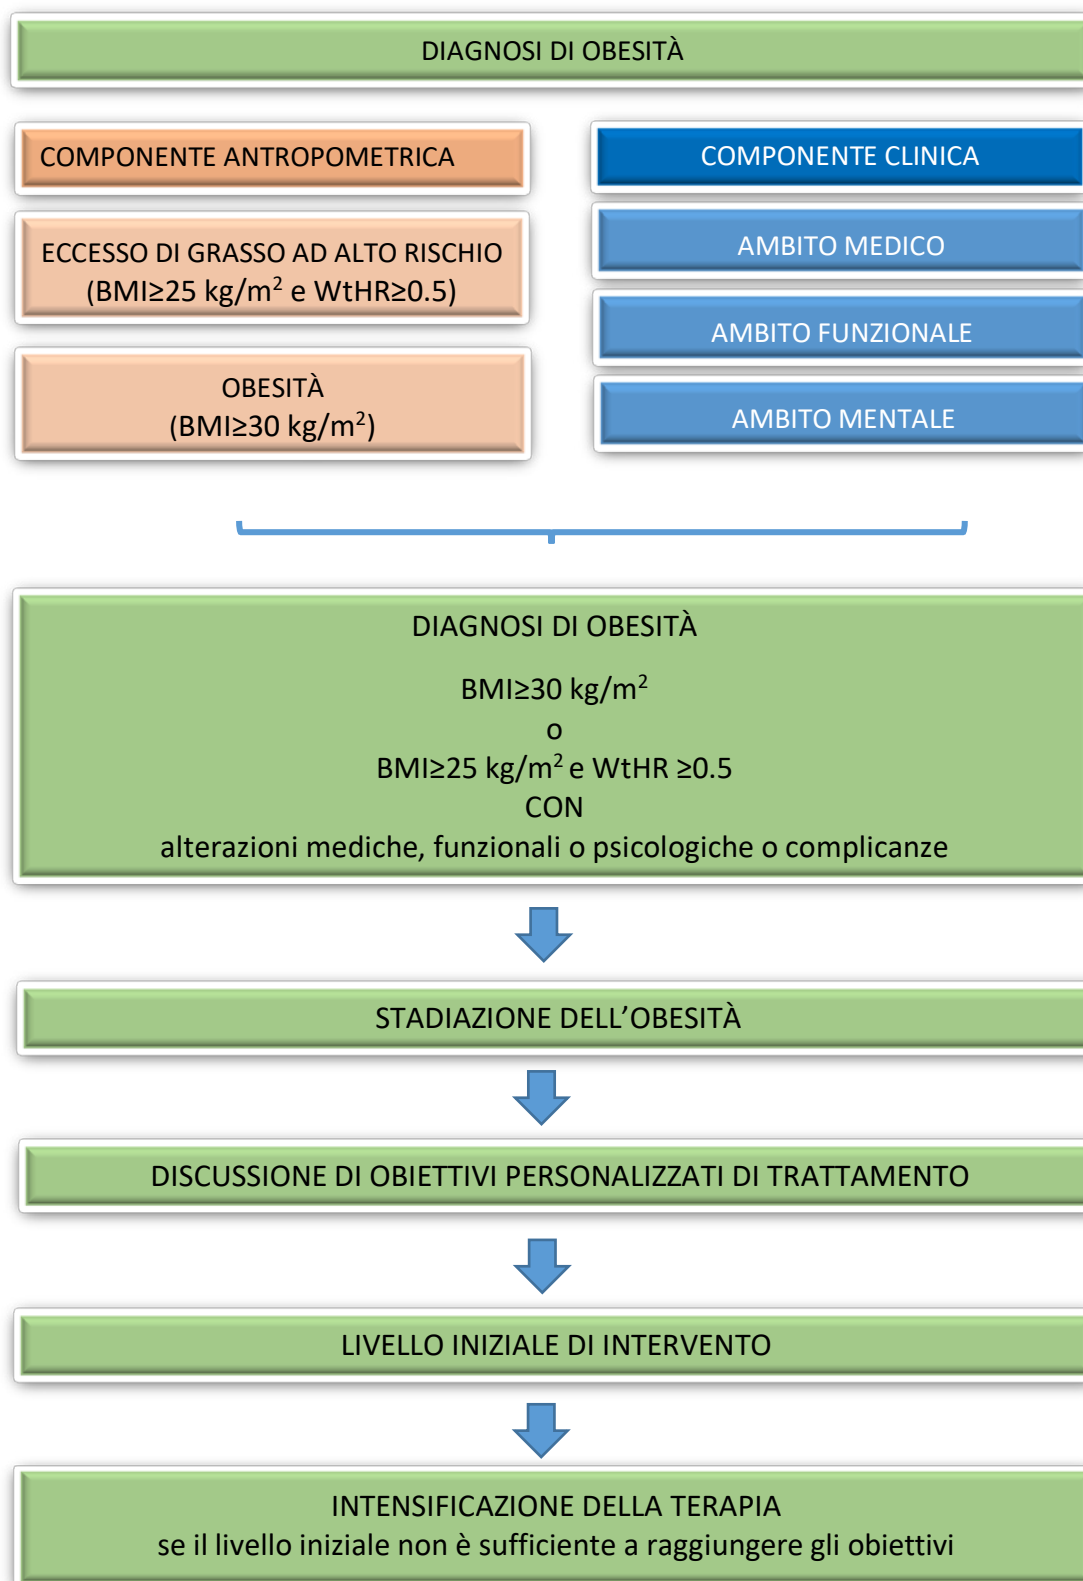 DIAGNOSI DI OBESITÀ
COMPONENTE ANTROPOMETRICA
ECCESSO DI GRASSO AD ALTO RISCHIO
(BMI≥25 kg/m² e WtHR≥0.5)
OBESITÀ
(BMI≥30 kg/m²)
COMPONENTE CLINICA
AMBITO MEDICO
AMBITO FUNZIONALE
AMBITO MENTALE
DIAGNOSI DI OBESITÀ
BMI≥30 kg/m²
o
BMI≥25 kg/m² e WtHR ≥0.5
CON
alterazioni mediche, funzionali o psicologiche o complicanze
STADIAZIONE DELL’OBESITÀ
DISCUSSIONE DI OBIETTIVI PERSONALIZZATI DI TRATTAMENTO
LIVELLO INIZIALE DI INTERVENTO
INTENSIFICAZIONE DELLA TERAPIA
se il livello iniziale non è sufficiente a raggiungere gli obiettivi